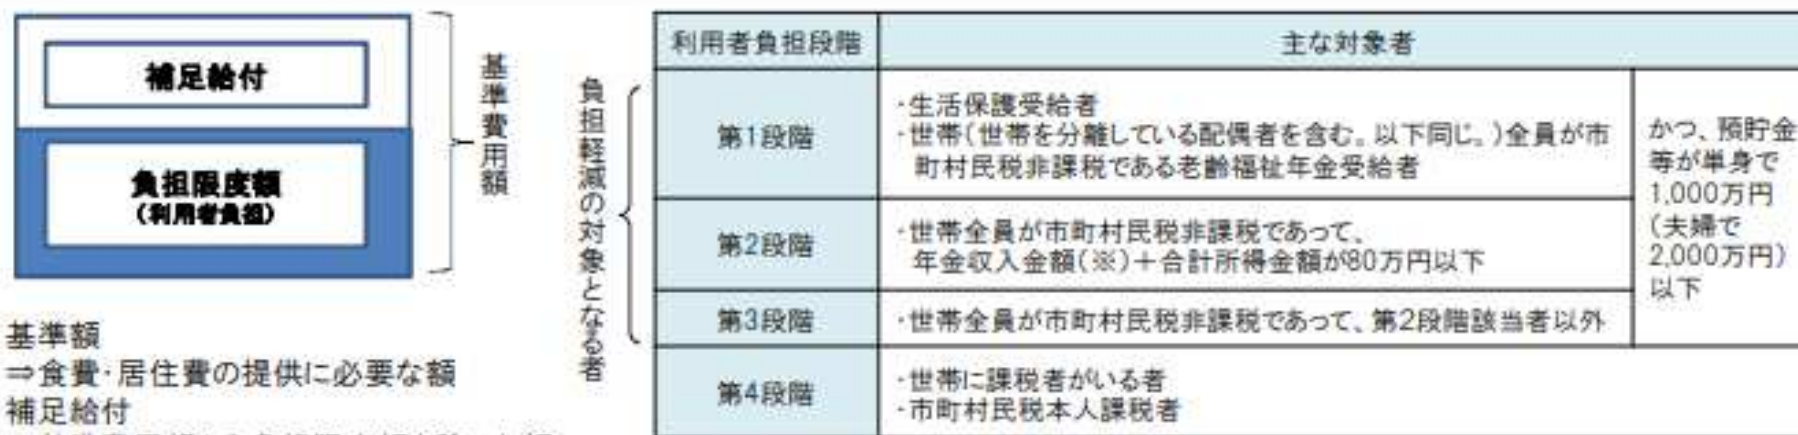 補足給付
負担限度額
(利用者負担)
基準費用額
基準額
⇒食費・居住費の提供に必要な額
補足給付
負担軽減の対象となる者
利用者負担段階
主な対象者
第1段階
・生活保護受給者
・世帯(世帯を分離している配偶者を含む。以下同じ。)全員が市
町村民税非課税である老齢福祉年金受給者
第2段階
・世帯全員が市町村民税非課税であって、
年金収入金額(※)+合計所得金額が80万円以下
第3段階
・世帯全員が市町村民税非課税であって、第2段階該当者以外
かつ、預貯金
等が単身で
1,000万円
(夫婦で
2,000万円)
以下
第4段階
・世帯に課税者がいる者
・市町村民税本人課税者